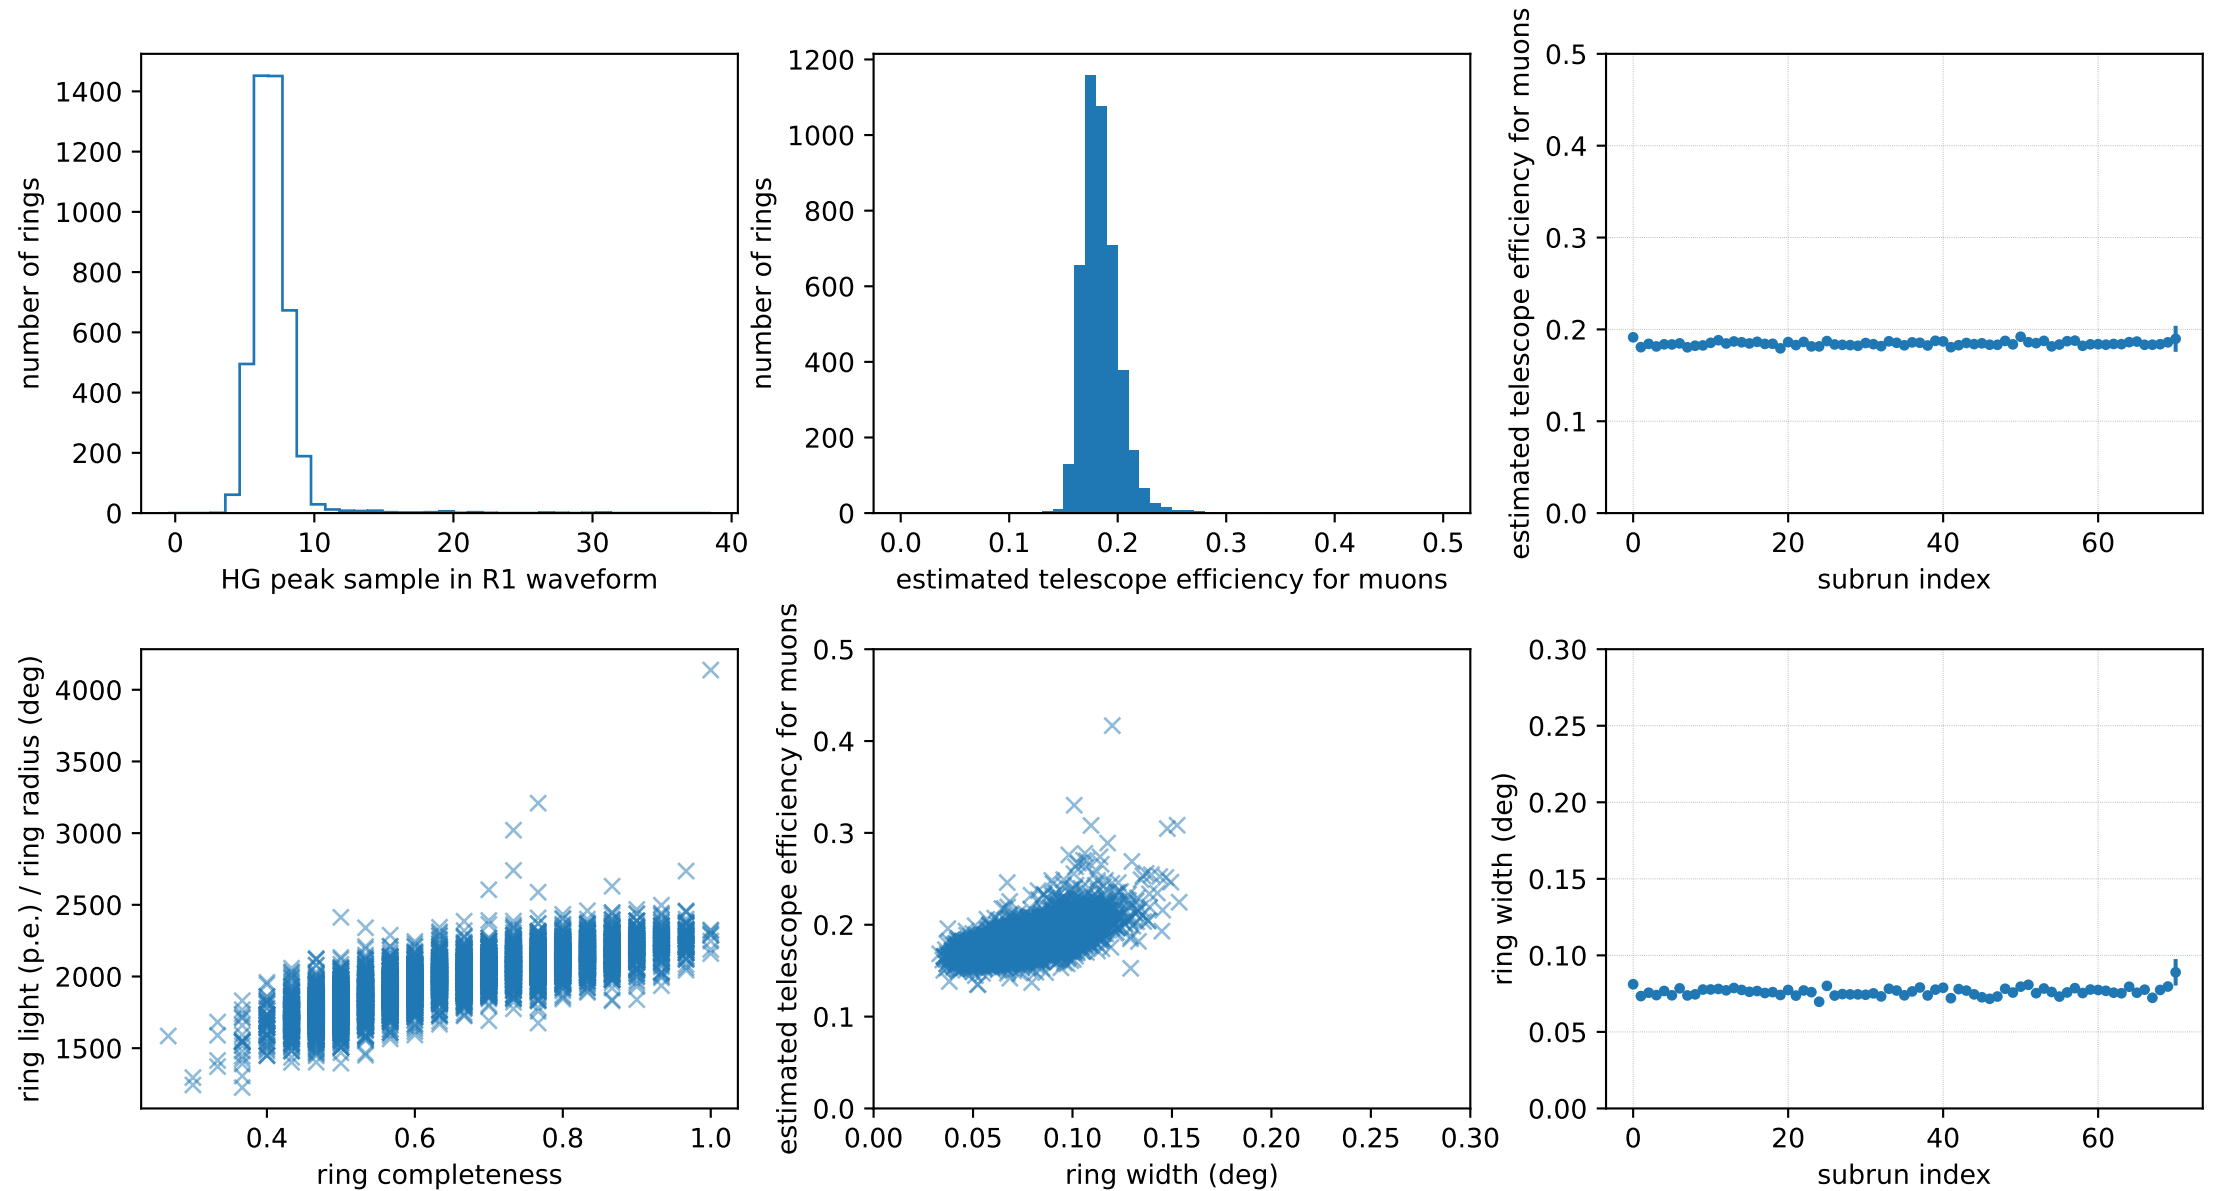 number of rings
1400
1200
1000
800
600
400
200
0
0 10 20 30 40
HG peak sample in R1 waveform
number of rings
1200
1000
800
600
400
200
0
0.0 0.1 0.2 0.3 0.4 0.5
estimated telescope efficiency for muons
estimated telescope efficiency for muons
0.5
0.4
0.3
0.2
0.1
0.0
0 20 40 60
subrun index
ring light (p.e.) / ring radius (deg)
4000
3500
3000
2500
2000
1500
0.4 0.6 0.8 1.0
ring completeness
estimated telescope efficiency for muons
0.5
0.4
0.3
0.2
0.1
0.0
0.00 0.05 0.10 0.15 0.20 0.25 0.30
ring width (deg)
ring width (deg)
0.30
0.25
0.20
0.15
0.10
0.05
0.00
0 20 40 60
subrun index